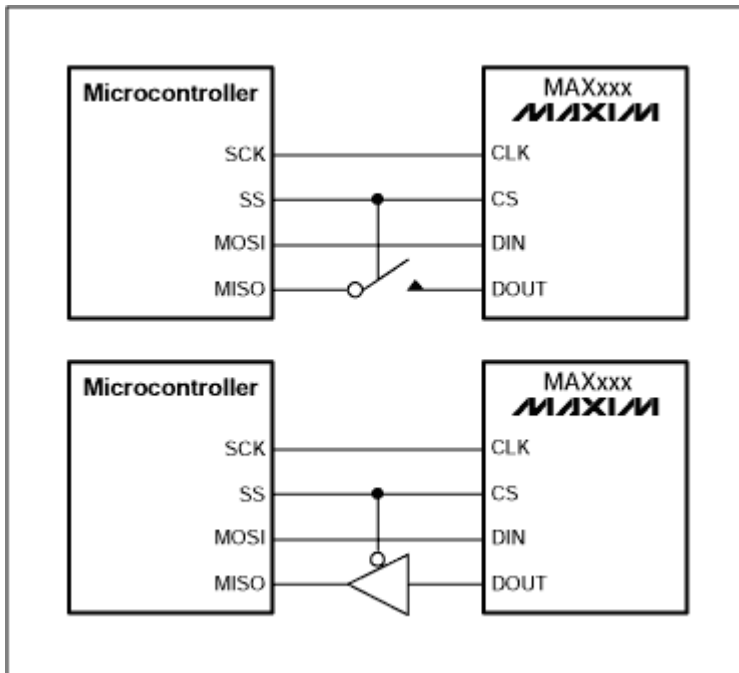 Microcontroller
SCK
SS
MOSI
MISO
MAXxxx
MAXIM
CLK
CS
DIN
DOUT
Microcontroller
SCK
SS
MOSI
MISO
MAXxxx
MAXIM
CLK
CS
DIN
DOUT